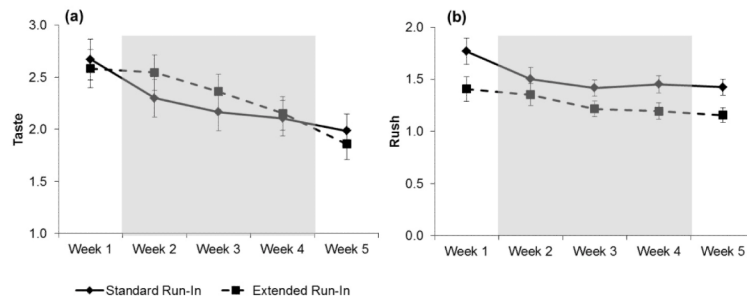 (a)
3.0
2.5
2.0
1.5
1.0
Taste
Week 1 Week 2 Week 3 Week 4 Week 5
(b)
2.0
1.5
1.0
0.5
0.0
Rush
Week 1 Week 2 Week 3 Week 4 Week 5
Standard Run-In Extended Run-In